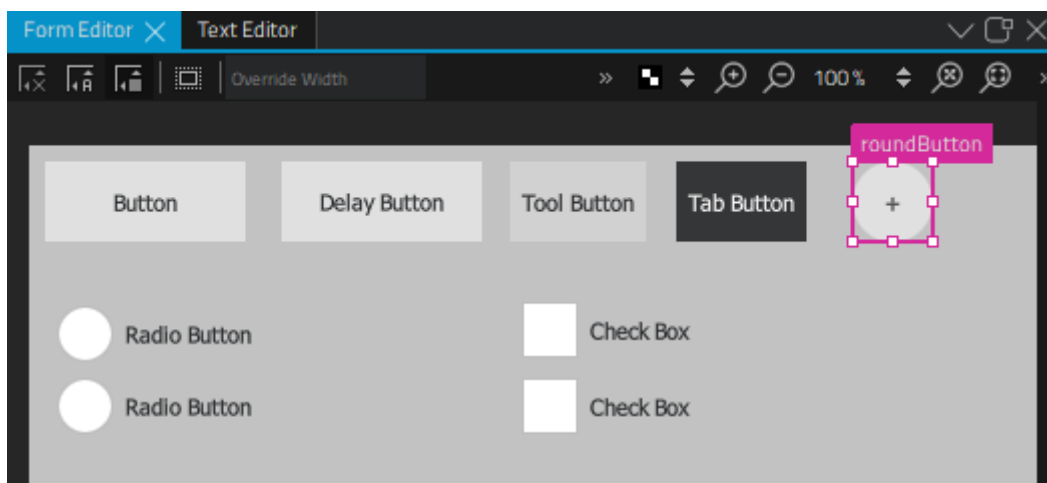 Form Editor
Text Editor
Override Width
»
100 %
»
roundButton
Button
Delay Button
Tool Button
Tab Button
+
Radio Button
Check Box
Radio Button
Check Box